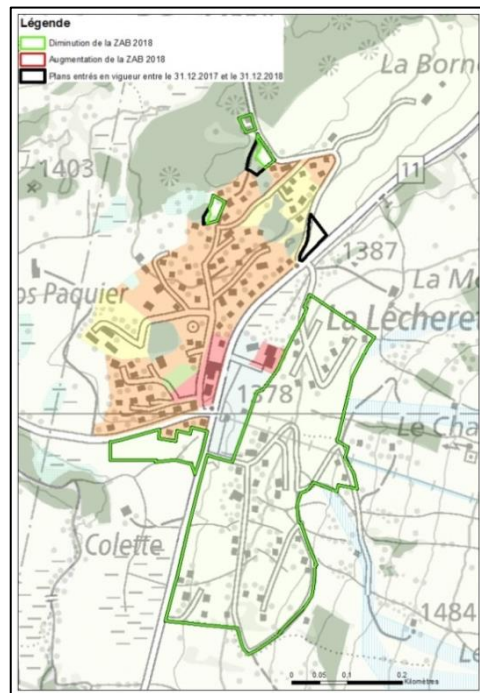 Légende
Diminution de la ZAB 2018
Augmentation de la ZAB 2018
Plans entrés en vigueur entre le 31.12.2017 et le 31.12.2018
La Borne
1403
11
1387
os Paquier
La M
La Lécheret
1378
Le Cha
Colette
1484
Le
0 0.05 0.1 0.2
Kilomètres